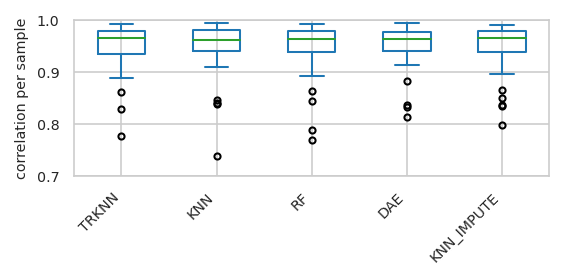 correlation per sample
1.0
0.9
0.8
0.7
TRKNN
KNN
RF
DAE
KNN_IMPUTE